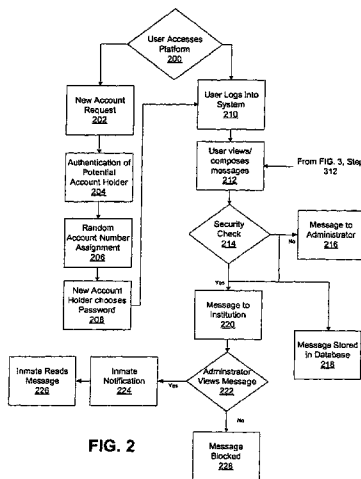 User Accesses
Platform
200
New Account
Request
202
User Logs Into
System
210
Authentication of
Potential
Account Holder
204
User views/
composes
messages
212
From FIG. 3, Step
312
Random
Account Number
Assignment
206
Security
Check
214
No
Message to
Administrator
216
New Account
Holder chooses
Password
208
Yes
Message to
Institution
220
Message Stored
in Database
218
Inmate Reads
Message
226
Inmate
Notification
224
Yes
Administrator
Views Message
222
No
FIG. 2
Message
Blocked
228